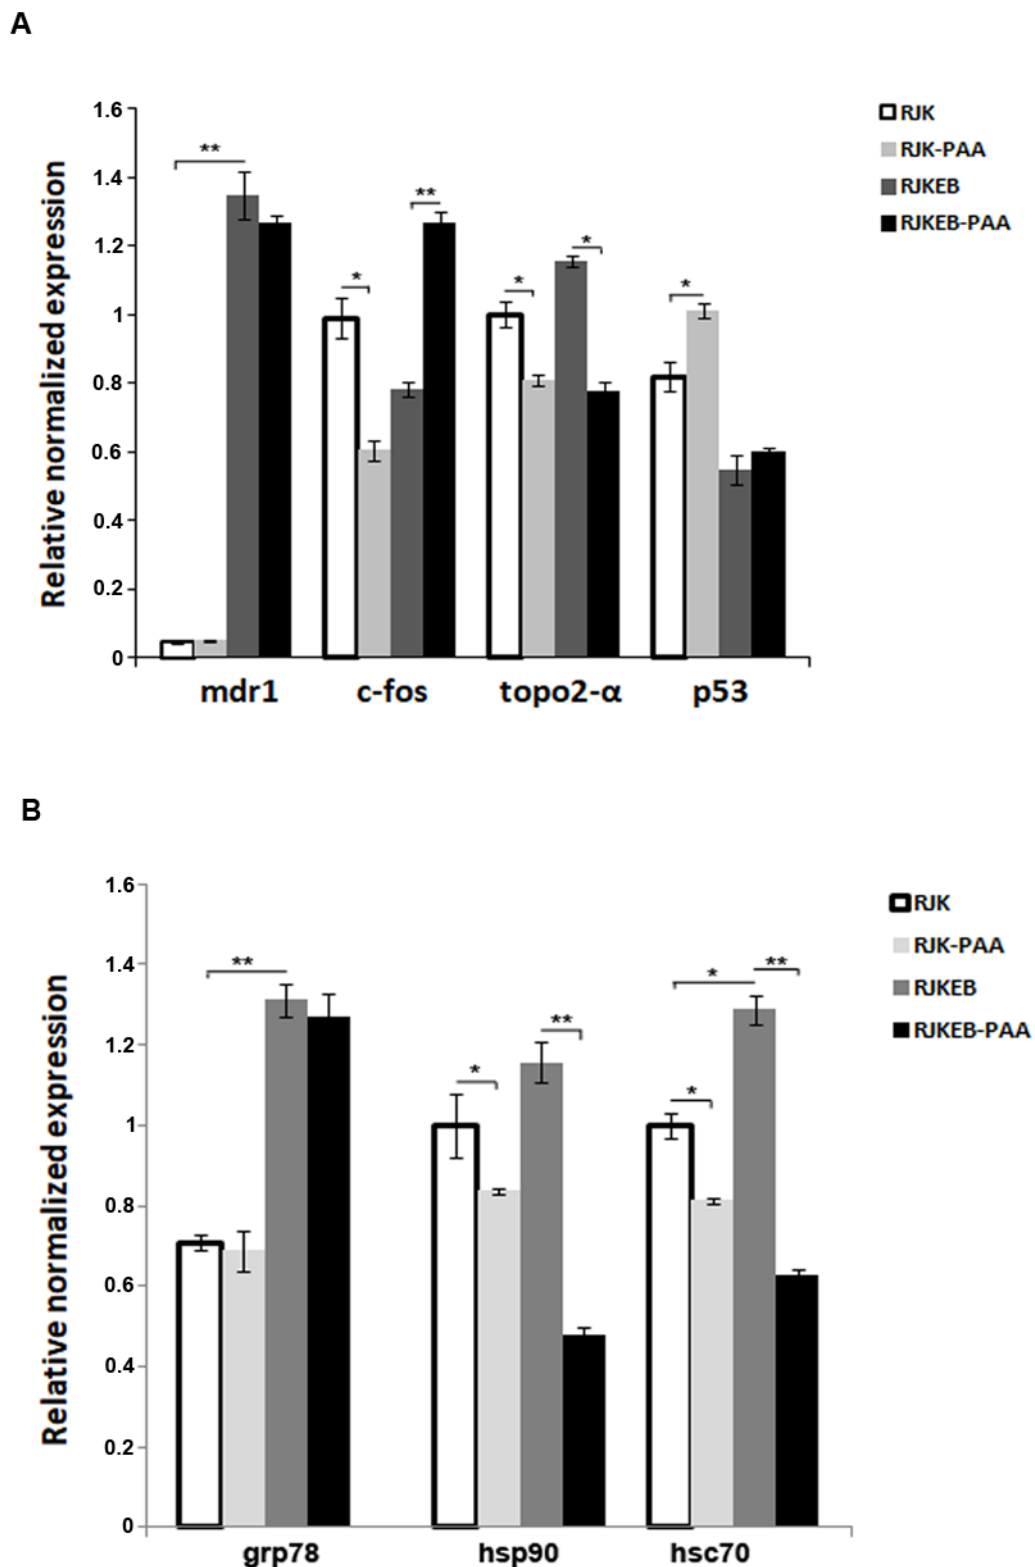 A
Relative normalized expression
1.6
1.4
1.2
1
0.8
0.6
0.4
0.2
0
**
*
**
*
*
*
mdr1 c-fos topo2-α p53
RJK
RJK-PAA
RJKEB
RJKEB-PAA
B
Relative normalized expression
1.6
1.4
1.2
1
0.8
0.6
0.4
0.2
0
**
*
**
*
*
**
grp78 hsp90 hsc70
RJK
RJK-PAA
RJKEB
RJKEB-PAA